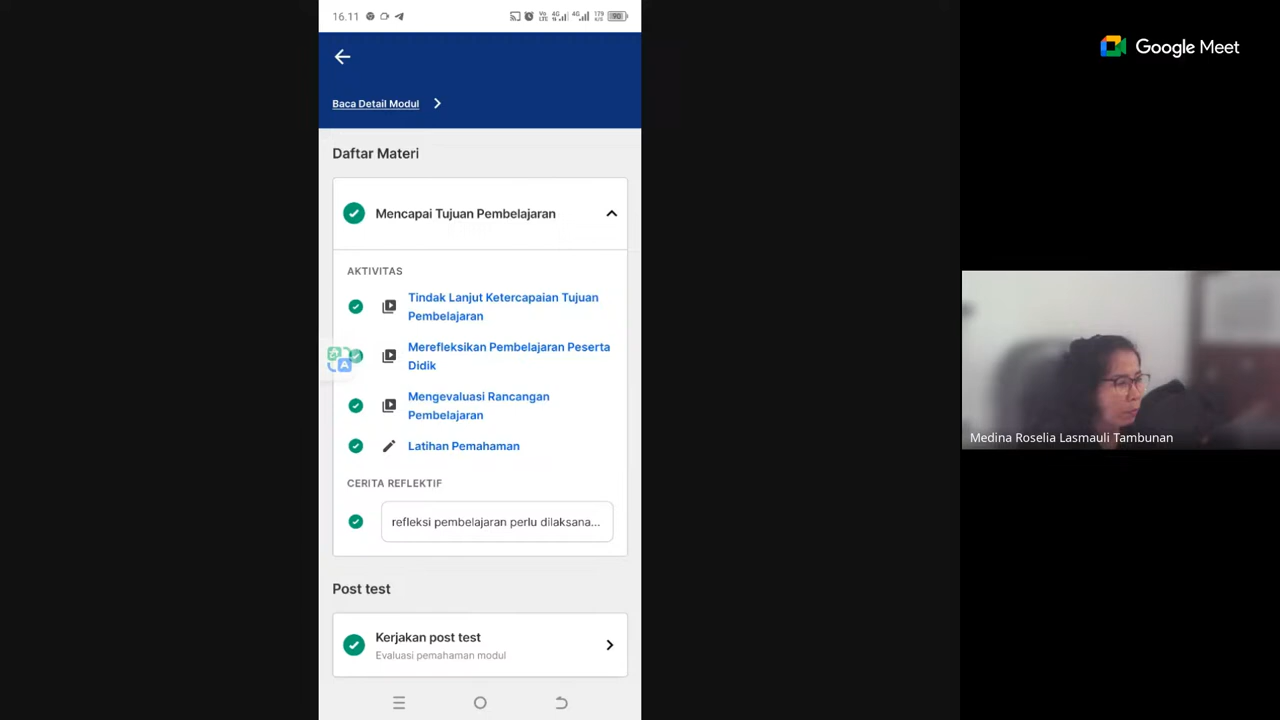 16.11
Baca Detail Modul
Daftar Materi
Mencapai Tujuan Pembelajaran
AKTIVITAS
Tindak Lanjut Ketercapaian Tujuan
Pembelajaran
Merefleksikan Pembelajaran Peserta
Didik
Mengevaluasi Rancangan
Pembelajaran
Latihan Pemahaman
CERITA REFLEKTIF
refleksi pembelajaran perlu dilaksana...
Post test
Kerjakan post test
Evaluasi pemahaman modul
Google Meet
Medina Roselia Lasmauli Tambunan